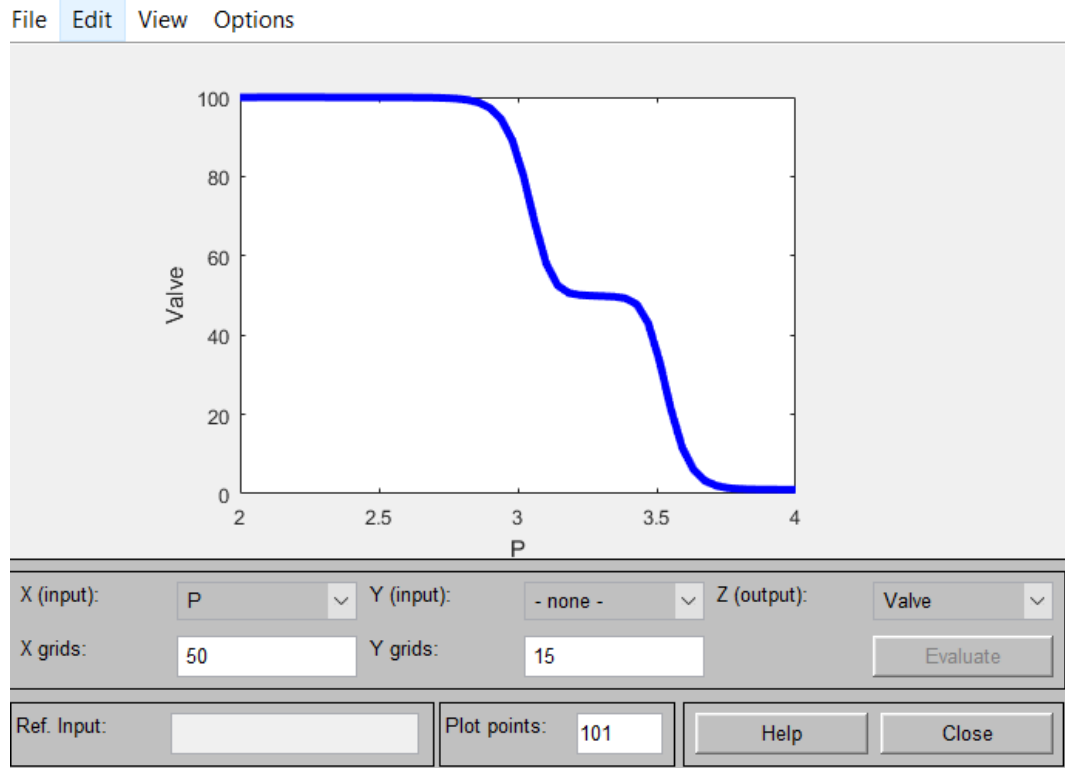 File Edit View Options
100
80
60
40
20
0
Valve
2 2.5 3 3.5 4
P
X (input): P Y (input): - none - Z (output): Valve
X grids: 50 Y grids: 15 Evaluate
Ref. Input: Plot points: 101 Help Close